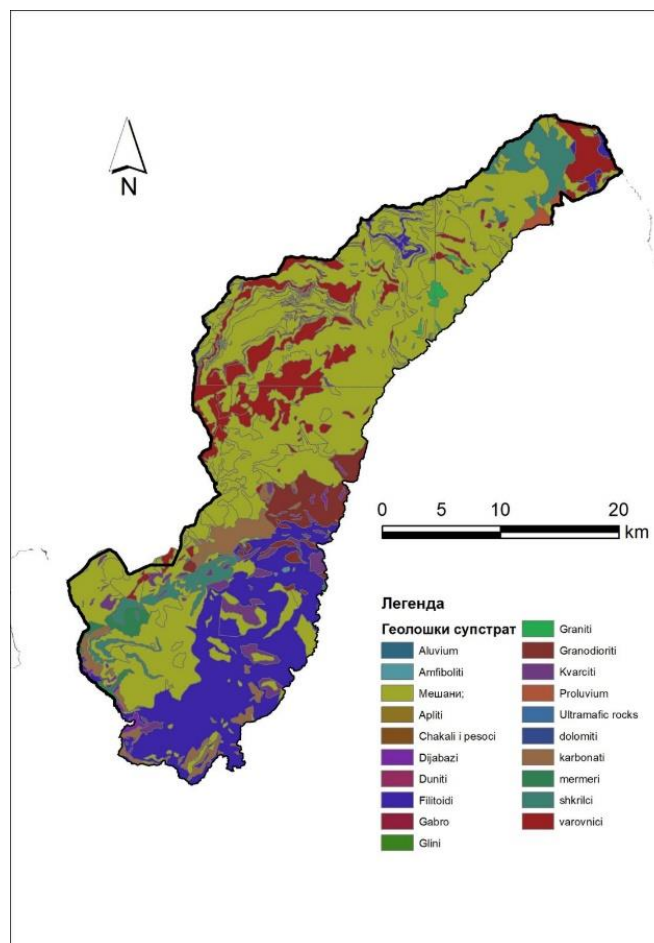 N
0 5 10 20
km
Легенда
Геолошки супстрат
Aluvium
Amfiboliti
Мешани;
Apliti
Chakali i pesoci
Dijabazi
Duniti
Filitoidi
Gabro
Glini
Graniti
Granodioriti
Kvarciti
Proluvium
Ultramafic rocks
dolomiti
karbonati
mermeri
shkrilci
varovnici